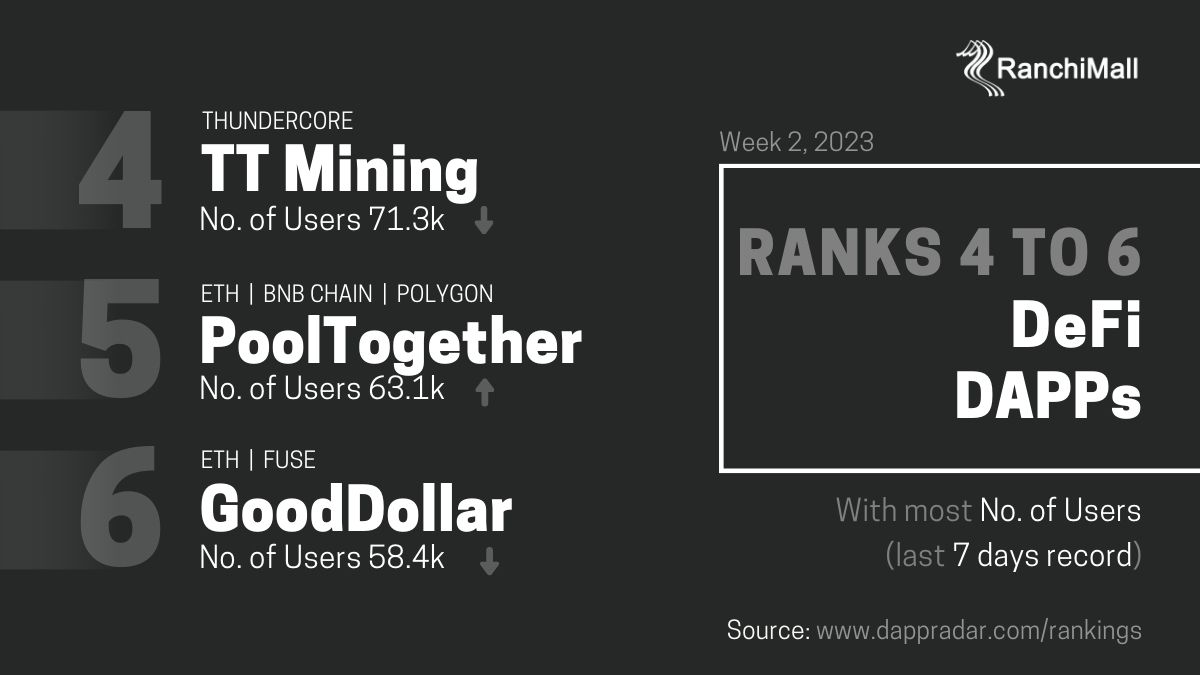 RanchiMall
4
THUNDERCORE
TT Mining
No. of Users 71.3k
5
ETH | BNB CHAIN | POLYGON
PoolTogether
No. of Users 63.1k
6
ETH | FUSE
GoodDollar
No. of Users 58.4k
Week 2, 2023
RANKS 4 TO 6
DeFi
DAPPs
With most No. of Users
(last 7 days record)
Source: www.dappradar.com/rankings